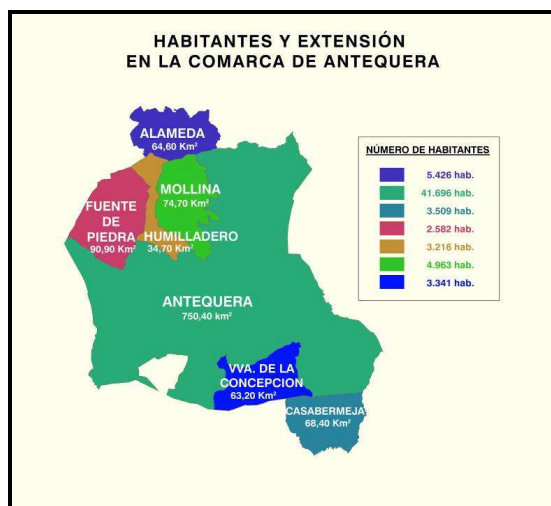 HABITANTES Y EXTENSIÓN
EN LA COMARCA DE ANTEQUERA
ALAMEDA
64,60 Km²
MOLLINA
74,70 Km²
FUENTE
DE
PIEDRA
90,90 Km²
HUMILLADERO
34,70 Km²
ANTEQUERA
750,40 km²
VVA. DE LA
CONCEPCION
63,20 Km²
CASABERMEJA
68,40 Km²
NÚMERO DE HABITANTES
5.426 hab.
41.696 hab.
3.509 hab.
2.582 hab.
3.216 hab.
4.963 hab.
3.341 hab.